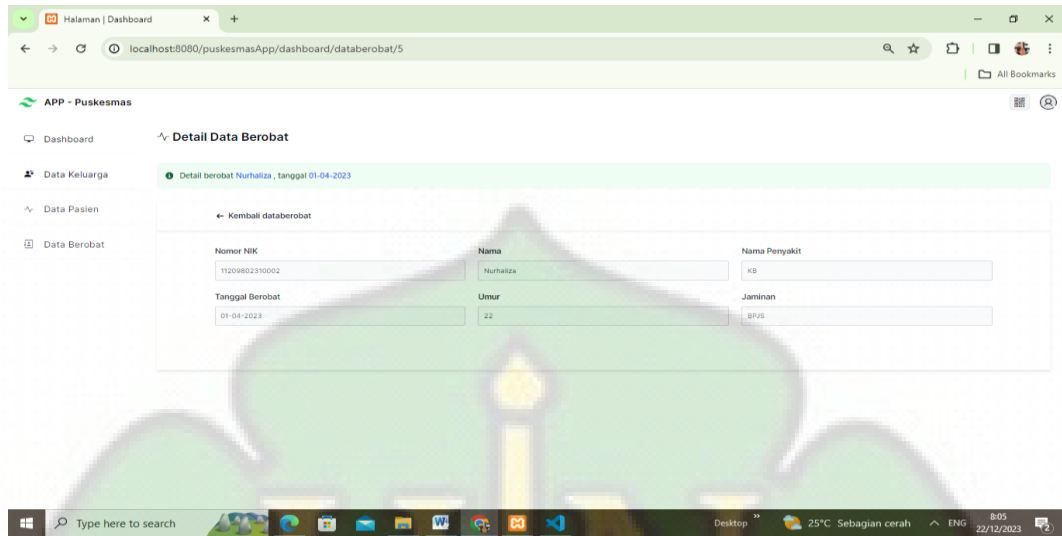 Halaman | Dashboard
localhost:8080/puskesmasApp/dashboard/databerobat/5
All Bookmarks
APP - Puskesmas
Dashboard
Detail Data Berobat
Data Keluarga
Detail berobat Nurhaliza , tanggal 01-04-2023
Data Pasien
← Kembali databerobat
Data Berobat
Nomor NIK Nama Nama Penyakit
11209802310002 Nurhaliza KB
Tanggal Berobat Umur Jaminan
01-04-2023 22 BPJS
Type here to search
Desktop
25°C Sebagian cerah
ENG
8:05
22/12/2023
2